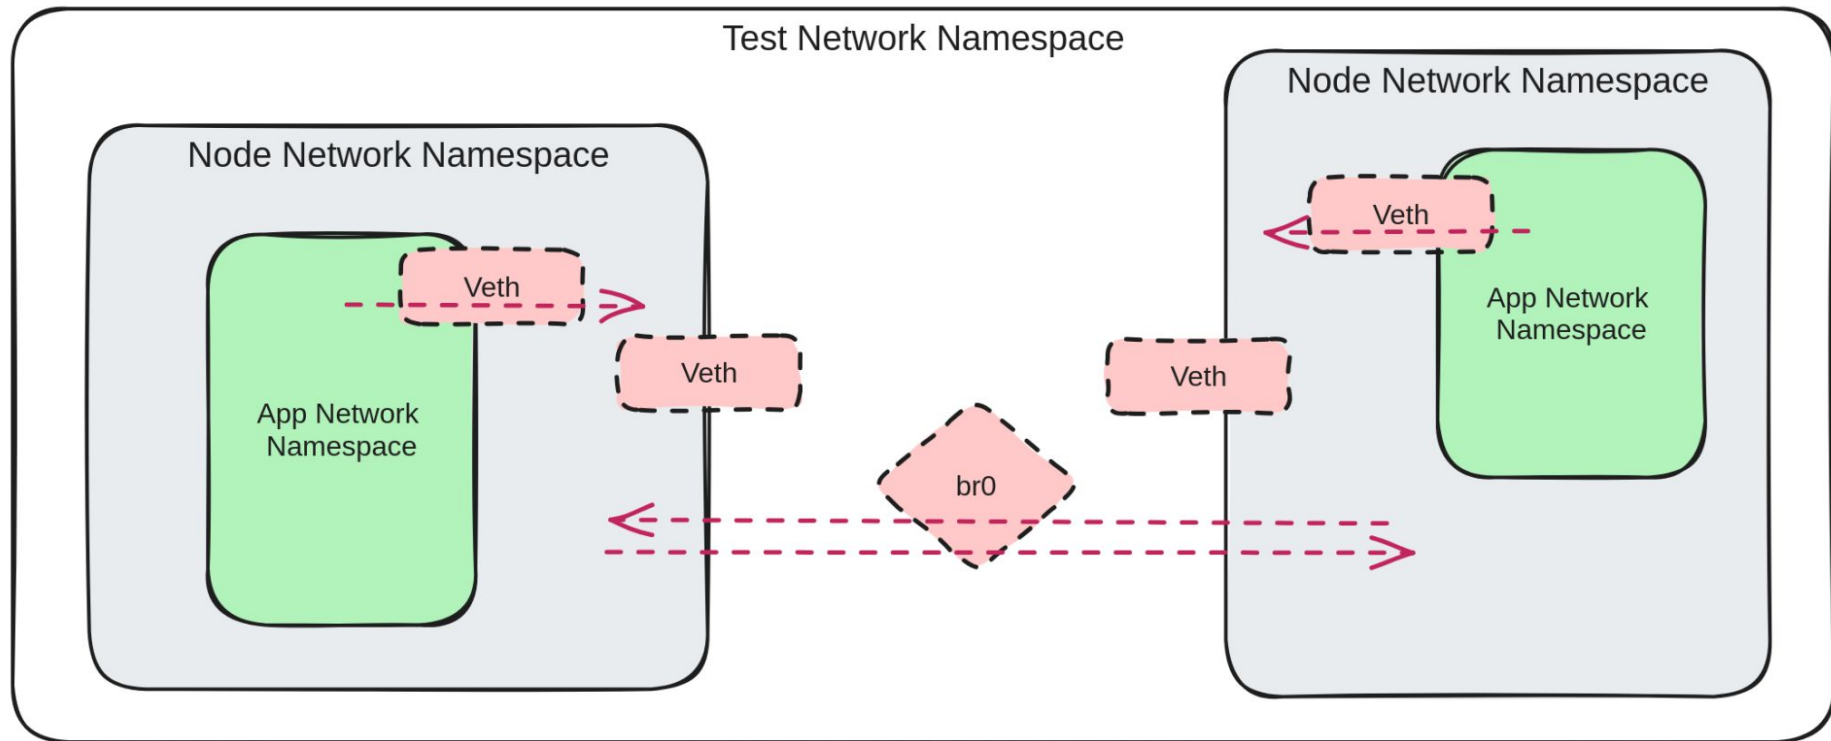 Test Network Namespace
Node Network Namespace
Veth
App Network
Namespace
Veth
Node Network Namespace
Veth
App Network
Namespace
Veth
br0